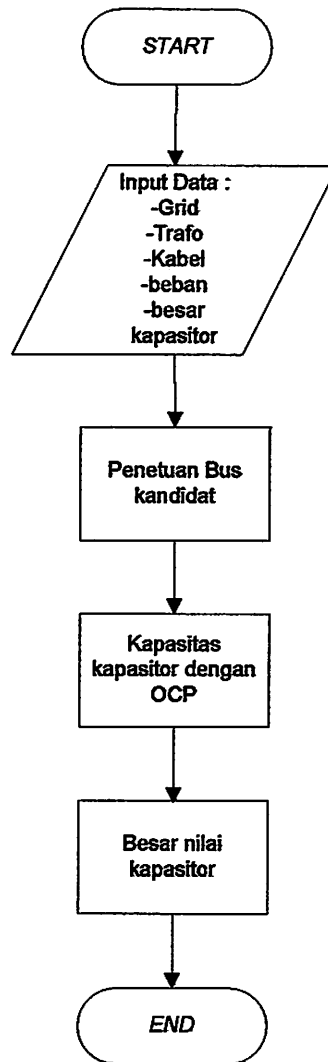 START
Input Data :
-Grid
-Trafo
-Kabel
-beban
-besar
kapasitor
Penetuan Bus
kandidat
Kapasitas
kapasitor dengan
OCP
Besar nilai
kapasitor
END